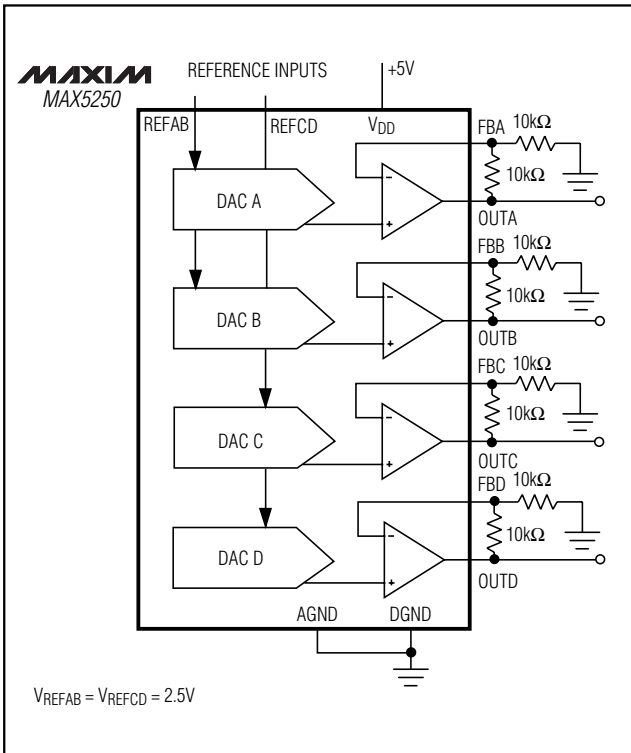 MAXIM
MAX5250
REFERENCE INPUTS
+5V
REFAB
REFCD
VDD
FBA
10kΩ
10kΩ
DAC A
-
+
OUTA
FBB
10kΩ
10kΩ
DAC B
-
+
OUTB
FBC
10kΩ
10kΩ
DAC C
-
+
OUTC
FBD
10kΩ
10kΩ
DAC D
-
+
OUTD
AGND
DGND
VREFAB = VREFCD = 2.5V